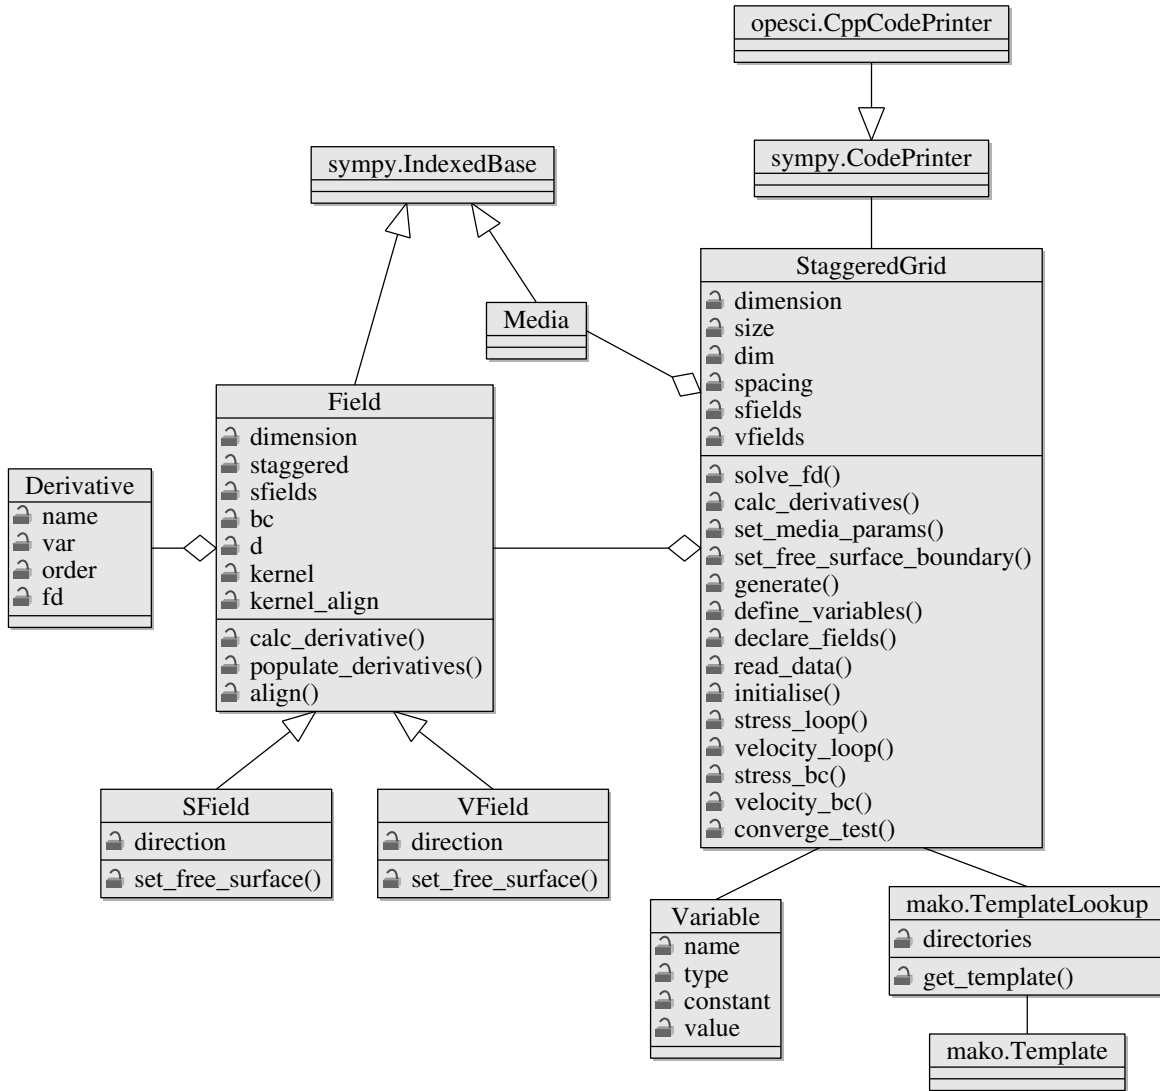 opesci.CppCodePrinter
sympy.CodePrinter
sympy.IndexedBase
Media
StaggeredGrid
dimension
size
dim
spacing
sfields
vfields
solve_fd()
calc_derivatives()
set_media_params()
set_free_surface_boundary()
generate()
define_variables()
declare_fields()
read_data()
initialise()
stress_loop()
velocity_loop()
stress_bc()
velocity_bc()
converge_test()
Field
dimension
staggered
sfields
bc
d
kernel
kernel_align
calc_derivative()
populate_derivatives()
align()
Derivative
name
var
order
fd
SField
direction
set_free_surface()
VField
direction
set_free_surface()
Variable
name
type
constant
value
mako.TemplateLookup
directories
get_template()
mako.Template